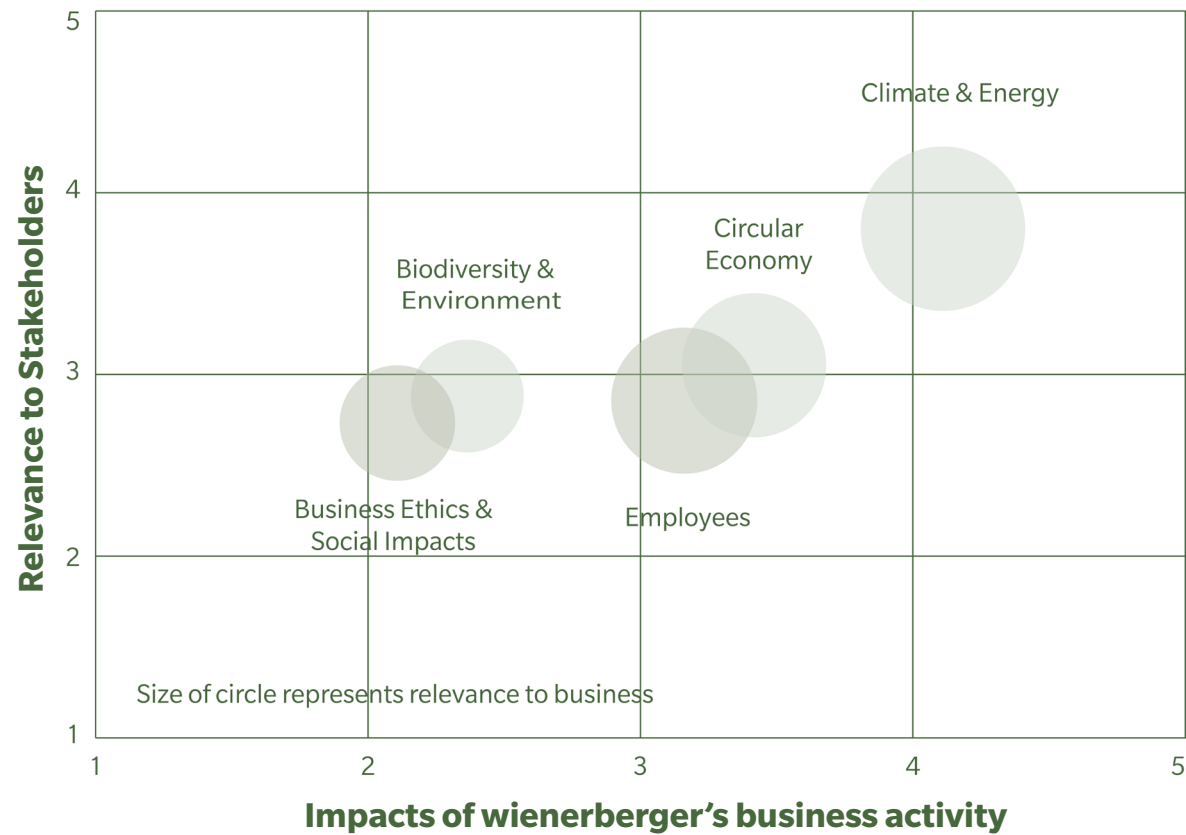 5
Climate & Energy
4
Circular
Economy
Biodiversity &
Environment
3
Business Ethics &
Social Impacts
Employees
2
Size of circle represents relevance to business
1
1 2 3 4 5
Relevance to Stakeholders
Impacts of wienerberger’s business activity